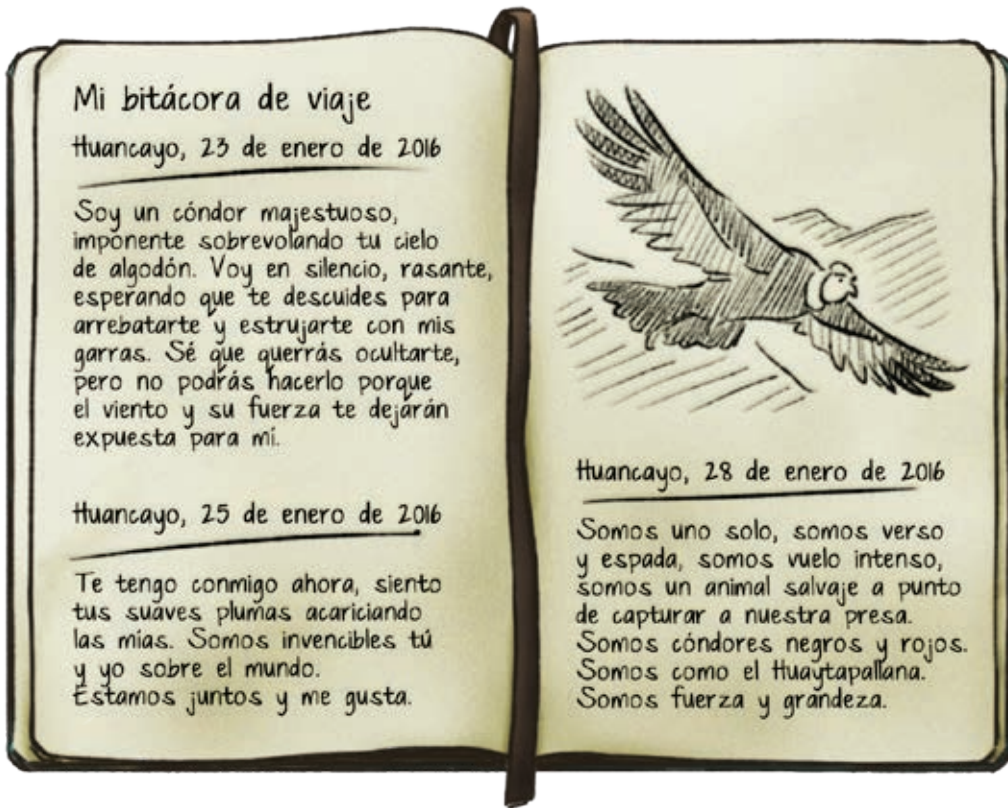 Mi bitácora de viaje
Huancayo, 23 de enero de 2016
Soy un cóndor majestuoso,
imponente sobrevolando tu cielo
de algodón. Voy en silencio, rasante,
esperando que te descuides para
arrebatarte y estrujarte con mis
garras. Sé que querrás ocultarte,
pero no podrás hacerlo porque
el viento y su fuerza te dejarán
expuesta para mí.
Huancayo, 25 de enero de 2016
Te tengo conmigo ahora, siento
tus suaves plumas acariciando
las mías. Somos invencibles tú
y yo sobre el mundo.
Estamos juntos y me gusta.
Huancayo, 28 de enero de 2016
Somos uno solo, somos verso
y espada, somos vuelo intenso,
somos un animal salvaje a punto
de capturar a nuestra presa.
Somos cóndores negros y rojos.
Somos como el Huaytapallana.
Somos fuerza y grandeza.